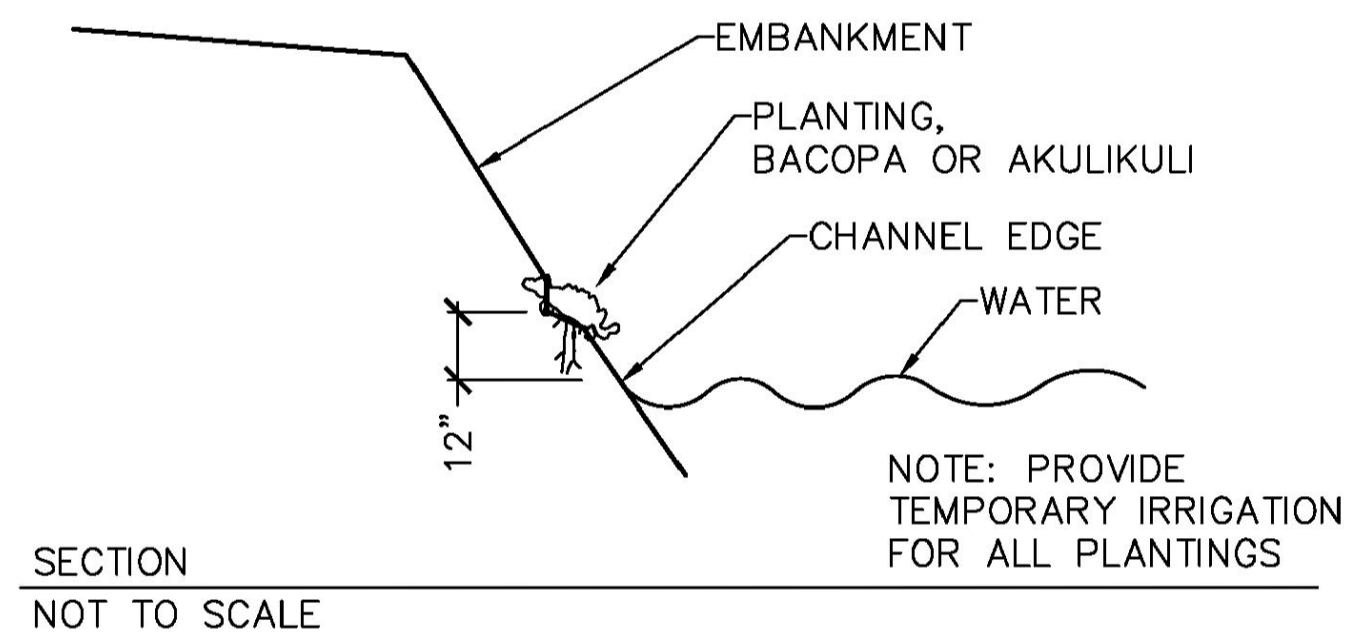 EMBANKMENT
PLANTING,
BACOPA OR AKULIKULI
CHANNEL EDGE
WATER
12"
NOTE: PROVIDE
TEMPORARY IRRIGATION
FOR ALL PLANTINGS
SECTION
NOT TO SCALE